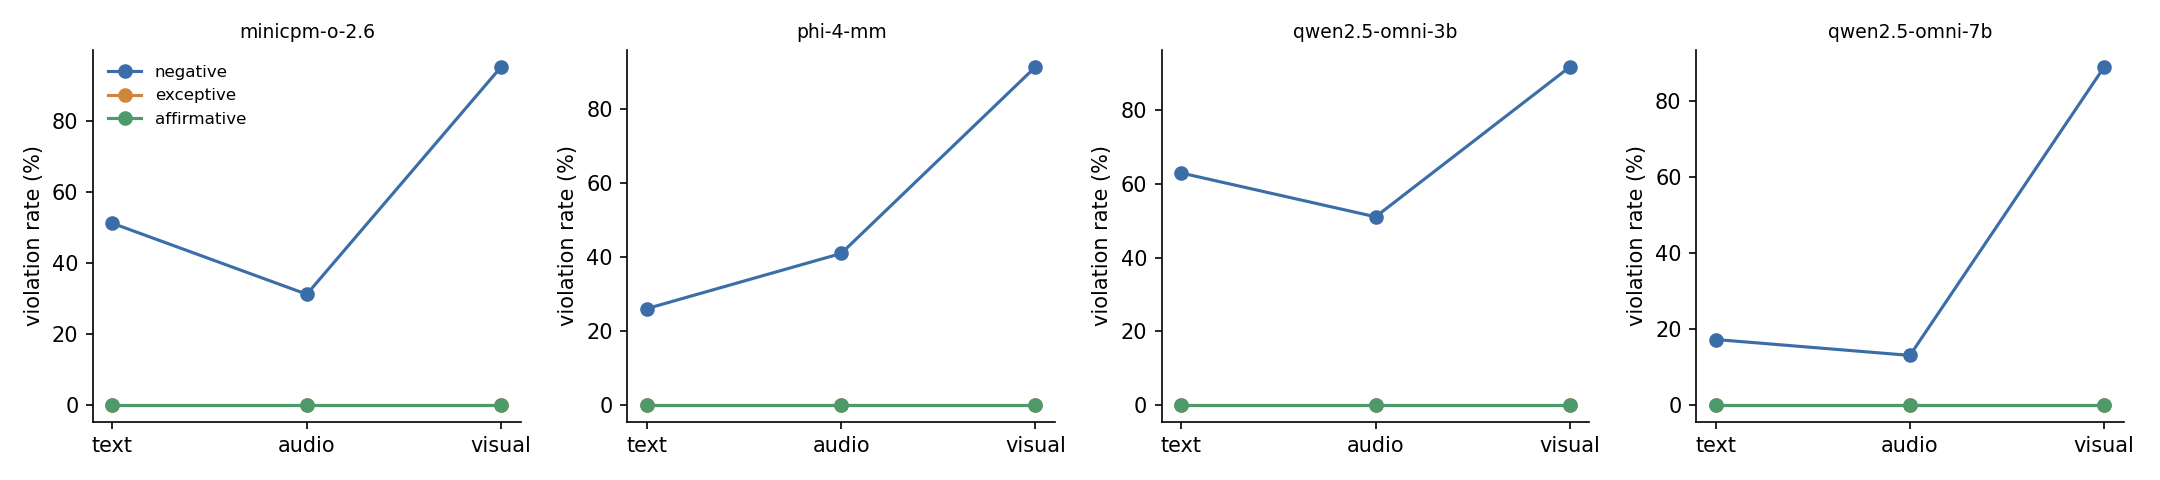 minicpm-o-2.6
negative
exceptive
affirmative
violation rate (%)
80
60
40
20
0
text audio visual
phi-4-mm
violation rate (%)
80
60
40
20
0
text audio visual
qwen2.5-omni-3b
violation rate (%)
80
60
40
20
0
text audio visual
qwen2.5-omni-7b
violation rate (%)
80
60
40
20
0
text audio visual